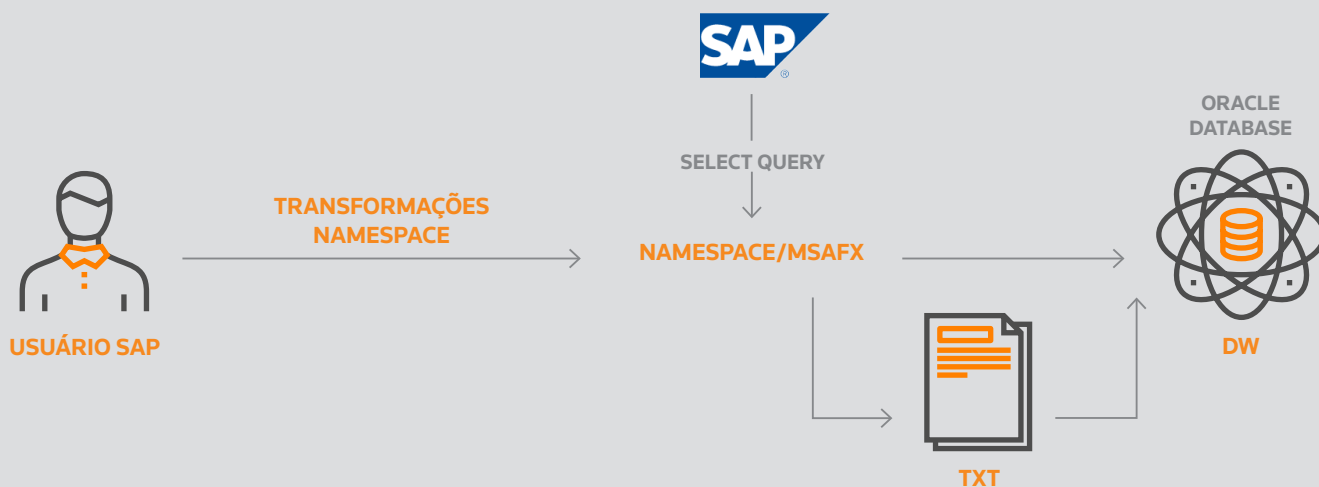 SAP
®
ORACLE
DATABASE
SELECT QUERY
TRANSFORMAÇÕES
NAMESPACE
NAMESPACE/MSAFX
USUÁRIO SAP
DW
TXT